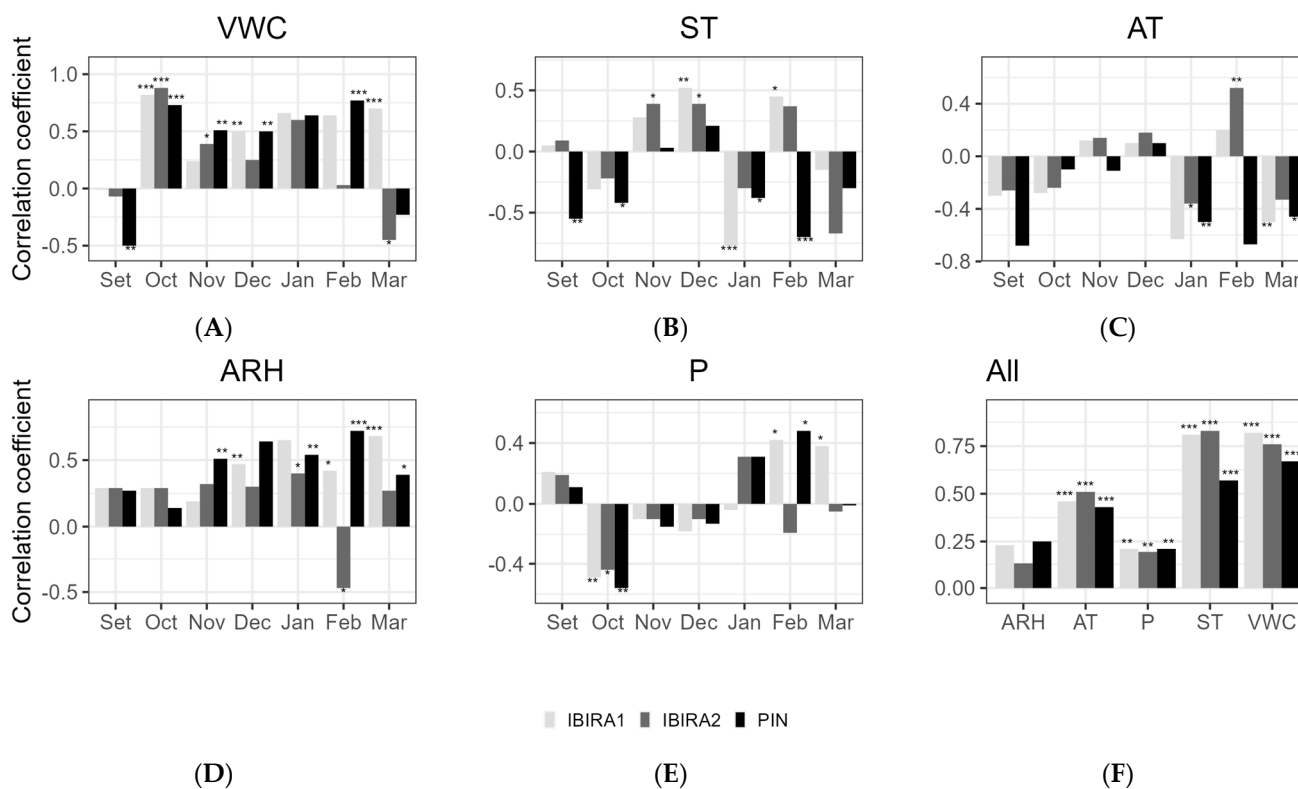 VWC ST AT
Correlation coefficient
1.0
0.5
0.0
-0.5
*** *** *** * ** ** ** *** ***
** *
Set Oct Nov Dec Jan Feb Mar
0.5
0.0
-0.5
* ** * *
** * *** * ***
Set Oct Nov Dec Jan Feb Mar
0.4
0.0
-0.4
-0.8
**
* ** ** *
Set Oct Nov Dec Jan Feb Mar
(A) (B) (C)
ARH P All
Correlation coefficient
0.5
0.0
-0.5
** ** * ** * *** *** *
*
Set Oct Nov Dec Jan Feb Mar
0.4
0.0
-0.4
* * *
** * **
Set Oct Nov Dec Jan Feb Mar
0.75
0.50
0.25
0.00
*** *** *** ** ** ** *** *** *** *** *** ***
ARH AT P ST VWC
IBIRA1 IBIRA2 PIN
(D) (E) (F)